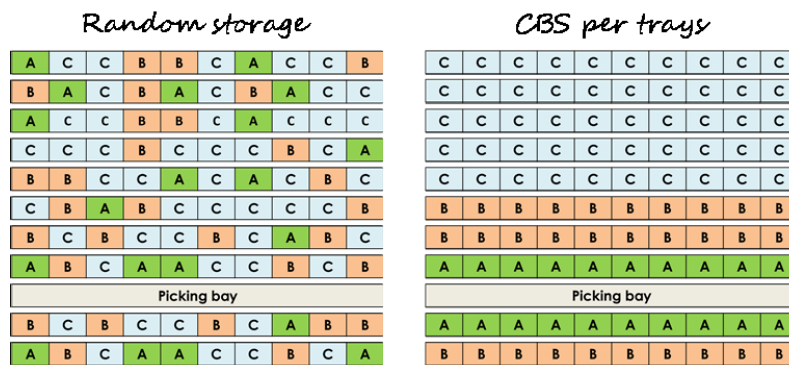 Random storage
A C C B B C A C C B
B A C B A C B A C C
A C C B B C A C C C
C C C B C C C B C A
B B C C A C A C B C
C B A B C C C C C B
B C B C C B C A B C
A B C A A C C B C B
Picking bay
B C B C C B C A B B
A B C A A C C B C A
CBS per trays
C C C C C C C C C C
C C C C C C C C C C
C C C C C C C C C C
C C C C C C C C C C
C C C C C C C C C C
B B B B B B B B B B
B B B B B B B B B B
A A A A A A A A A A
Picking bay
A A A A A A A A A A
B B B B B B B B B B